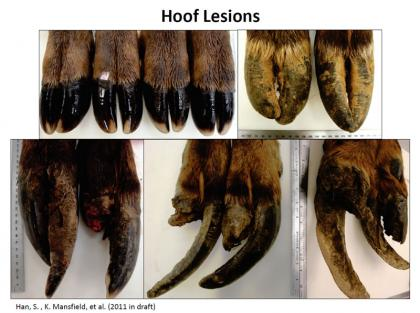 Hoof Lesions
Han, S. , K. Mansfield, et al. (2011 in draft)